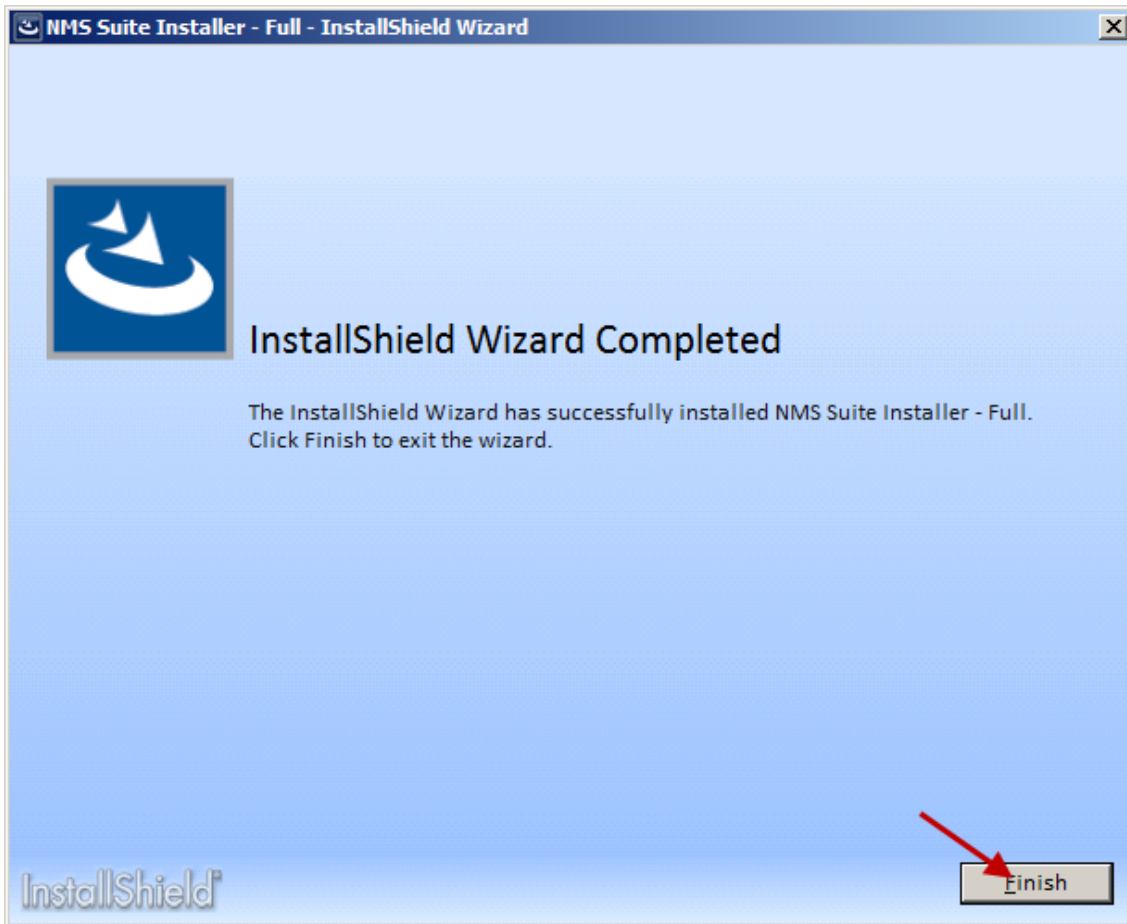 NMS Suite Installer - Full - InstallShield Wizard
InstallShield Wizard Completed
The InstallShield Wizard has successfully installed NMS Suite Installer - Full.
Click Finish to exit the wizard.
InstallShield®
Finish